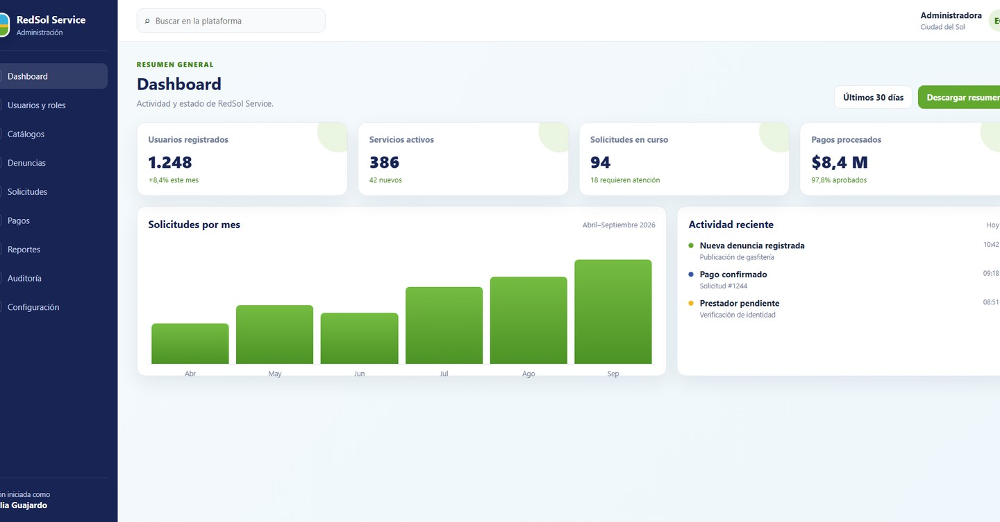 RedSol Service
Administración
Dashboard
Usuarios y roles
Catálogos
Denuncias
Solicitudes
Pagos
Reportes
Auditoría
Configuración
iniciada como
Guajardo
Buscar en la plataforma
Administradora
Ciudad del Sol
RESUMEN GENERAL
Dashboard
Actividad y estado de RedSol Service.
Últimos 30 días
Descargar resumen
Usuarios registrados
1.248
+8,4% este mes
Servicios activos
386
42 nuevos
Solicitudes en curso
94
18 requieren atención
Pagos procesados
$8,4 M
97,8% aprobados
Solicitudes por mes
Abril–Septiembre 2026
Abr
May
Jun
Jul
Ago
Sep
Actividad reciente
Hoy
Nueva denuncia registrada
10:42
Publicación de gasfitería
Pago confirmado
09:18
Solicitud #1244
Prestador pendiente
08:51
Verificación de identidad